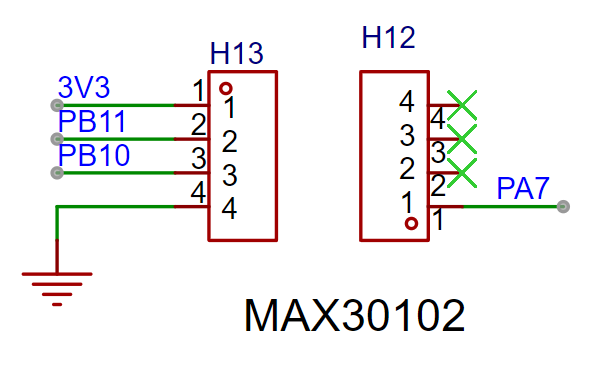 H13 H12
3V3 1 1 4 4
PB11 2 2 3 3
PB10 3 3 2 2
4 4 1 1 PA7
MAX30102